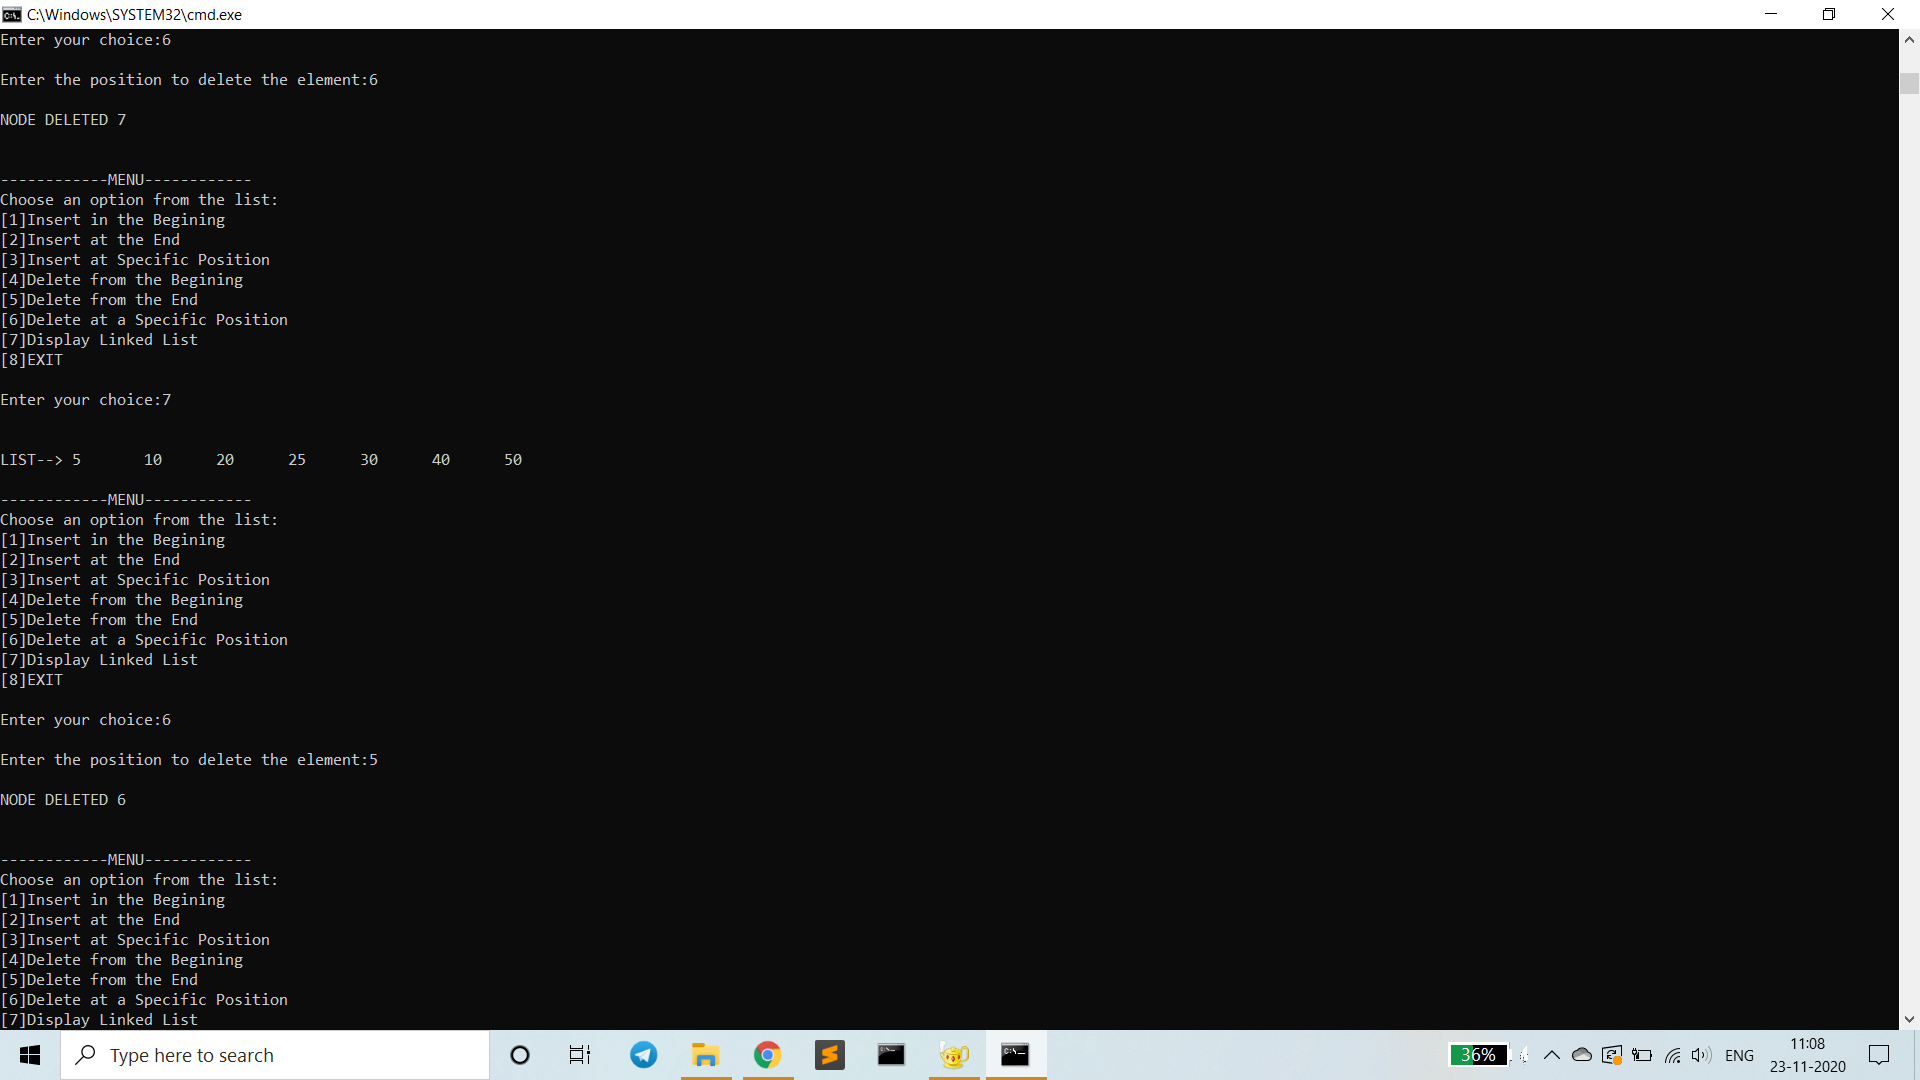 C:\Windows\SYSTEM32\cmd.exe
Enter your choice:6
Enter the position to delete the element:6
NODE DELETED 7
------------MENU------------
Choose an option from the list:
[1]Insert in the Begining
[2]Insert at the End
[3]Insert at Specific Position
[4]Delete from the Begining
[5]Delete from the End
[6]Delete at a Specific Position
[7]Display Linked List
[8]EXIT
Enter your choice:7
LIST--> 5 10 20 25 30 40 50
------------MENU------------
Choose an option from the list:
[1]Insert in the Begining
[2]Insert at the End
[3]Insert at Specific Position
[4]Delete from the Begining
[5]Delete from the End
[6]Delete at a Specific Position
[7]Display Linked List
[8]EXIT
Enter your choice:6
Enter the position to delete the element:5
NODE DELETED 6
------------MENU------------
Choose an option from the list:
[1]Insert in the Begining
[2]Insert at the End
[3]Insert at Specific Position
[4]Delete from the Begining
[5]Delete from the End
[6]Delete at a Specific Position
[7]Display Linked List
Type here to search
36%
ENG
11:08
23-11-2020